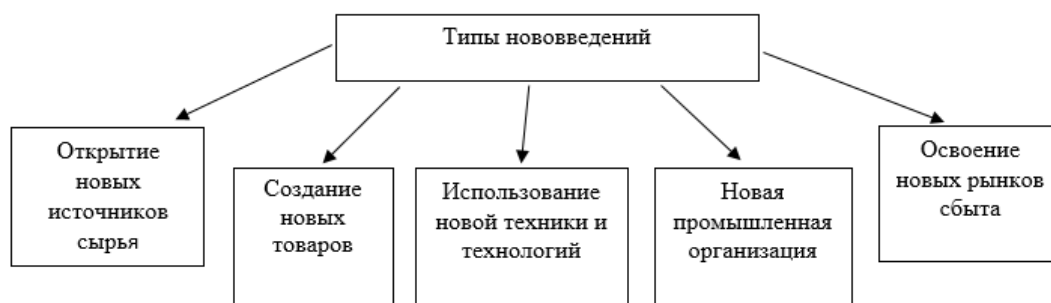 Типы нововведений
Открытие
новых
источников
сырья
Создание
новых
товаров
Использование
новой техники и
технологий
Новая
промышленная
организация
Освоение
новых рынков
сбыта